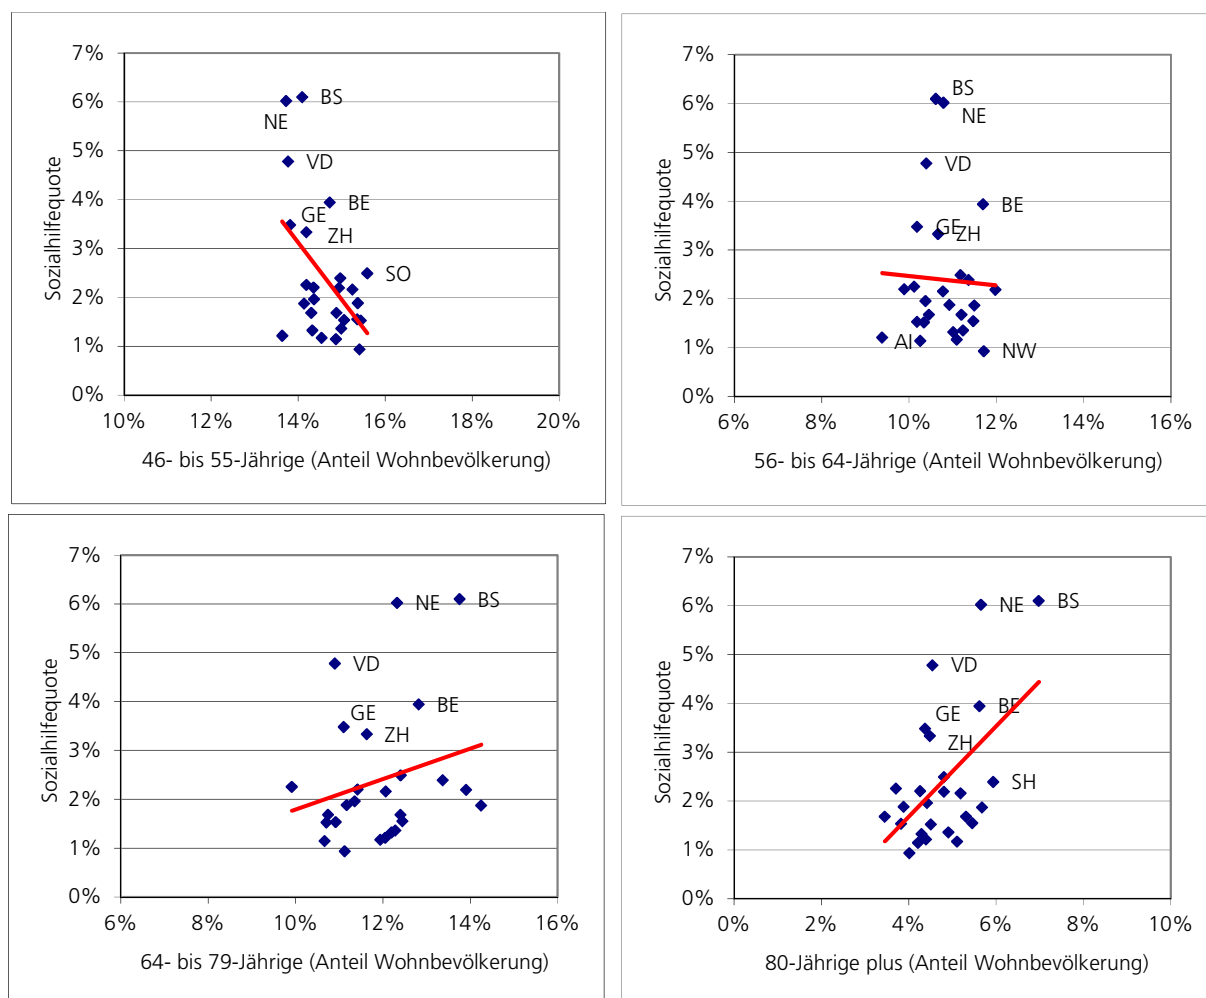 7%
6%
5%
4%
3%
2%
1%
0%
Sozialhilfequote
BS
NE
VD
BE
GE
ZH
SO
10% 12% 14% 16% 18% 20%
46- bis 55-Jährige (Anteil Wohnbevölkerung)
7%
6%
5%
4%
3%
2%
1%
0%
Sozialhilfequote
BS
NE
VD
BE
GE ZH
AI NW
6% 8% 10% 12% 14% 16%
56- bis 64-Jährige (Anteil Wohnbevölkerung)
7%
6%
5%
4%
3%
2%
1%
0%
Sozialhilfequote
NE BS
VD
BE
GE
ZH
6% 8% 10% 12% 14% 16%
64- bis 79-Jährige (Anteil Wohnbevölkerung)
7%
6%
5%
4%
3%
2%
1%
0%
Sozialhilfequote
NE BS
VD
BE
GE
ZH
SH
0% 2% 4% 6% 8% 10%
80-Jährige plus (Anteil Wohnbevölkerung)